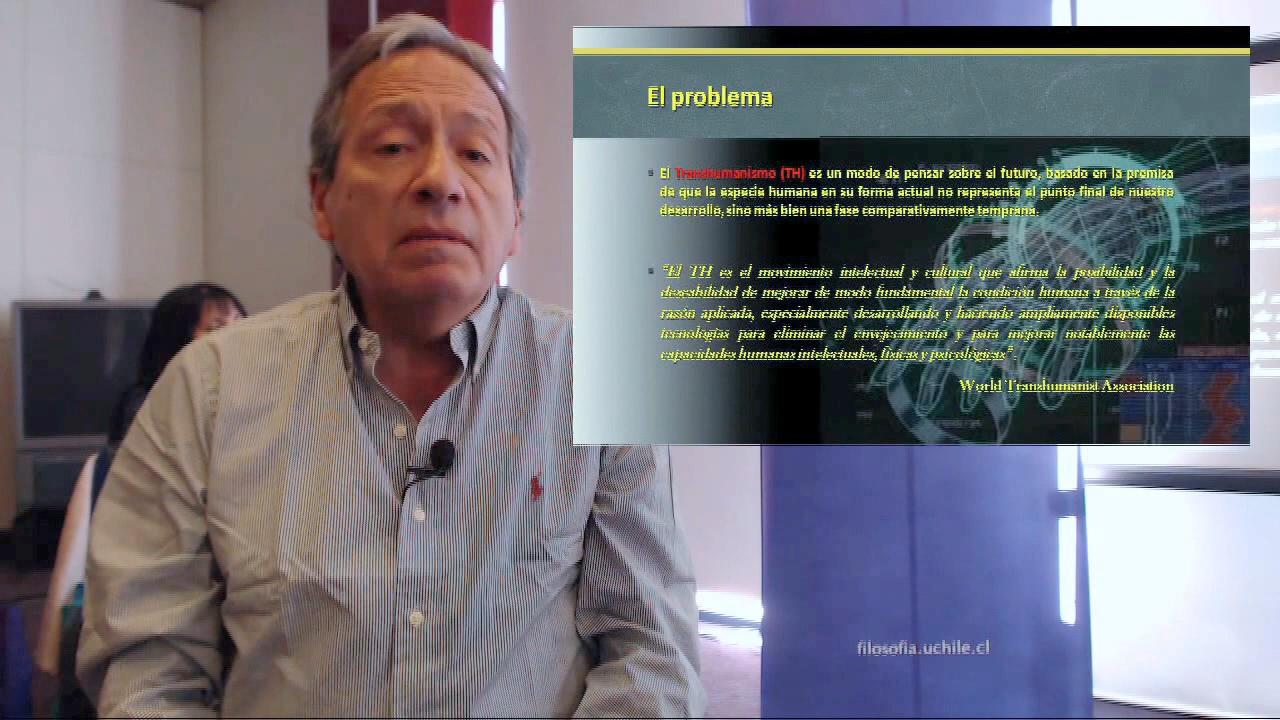 El problema
El Transhumanismo (TH) es un modo de pensar sobre el futuro, basado en la premisa
de que la especie humana en su forma actual no representa el punto final de nuestro
desarrollo, sino más bien una fase comparativamente temprana.
"El TH es el movimiento intelectual y cultural que afirma la posibilidad y la
deseabilidad de mejorar de modo fundamental la condición humana a través de la
razón aplicada, especialmente desarrollando y haciendo ampliamente disponibles
tecnologías para eliminar el envejecimiento y para mejorar notablemente las
capacidades humanas intelectuales, físicas y psicológicas".
World Transhumanist Association
filosofia.uchile.cl